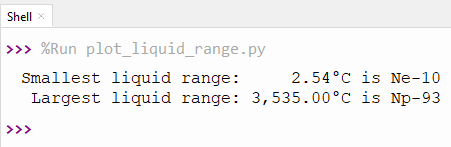 Shell ×
>>> %Run plot_liquid_range.py
Smallest liquid range: 2.54°C is Ne-10
Largest liquid range: 3,535.00°C is Np-93
>>>